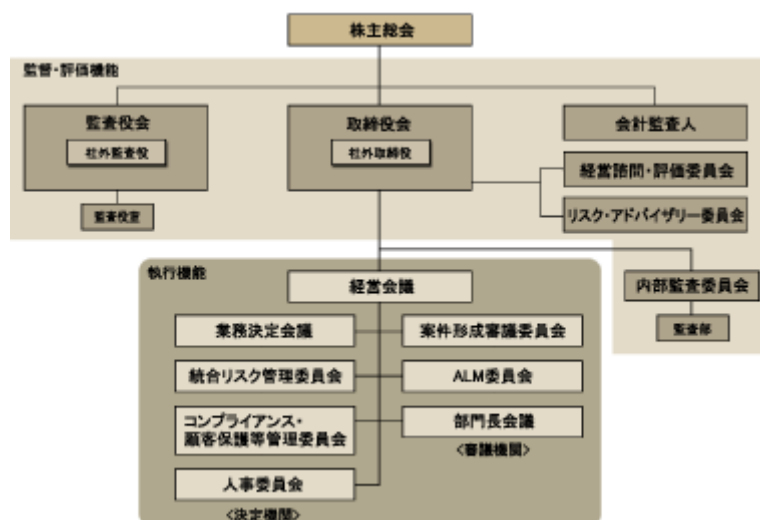 株主総会
監督・評価機能
監査役会
社外監査役
監査役室
取締役会
社外取締役
会計監査人
経営諮問・評価委員会
リスク・アドバイザリー委員会
内部監査委員会
監査部
執行機能
経営会議
業務決定会議
案件形成審議委員会
統合リスク管理委員会
ALM委員会
コンプライアンス・
顧客保護等管理委員会
部門長会議
<審議機関>
人事委員会
<決定機関>